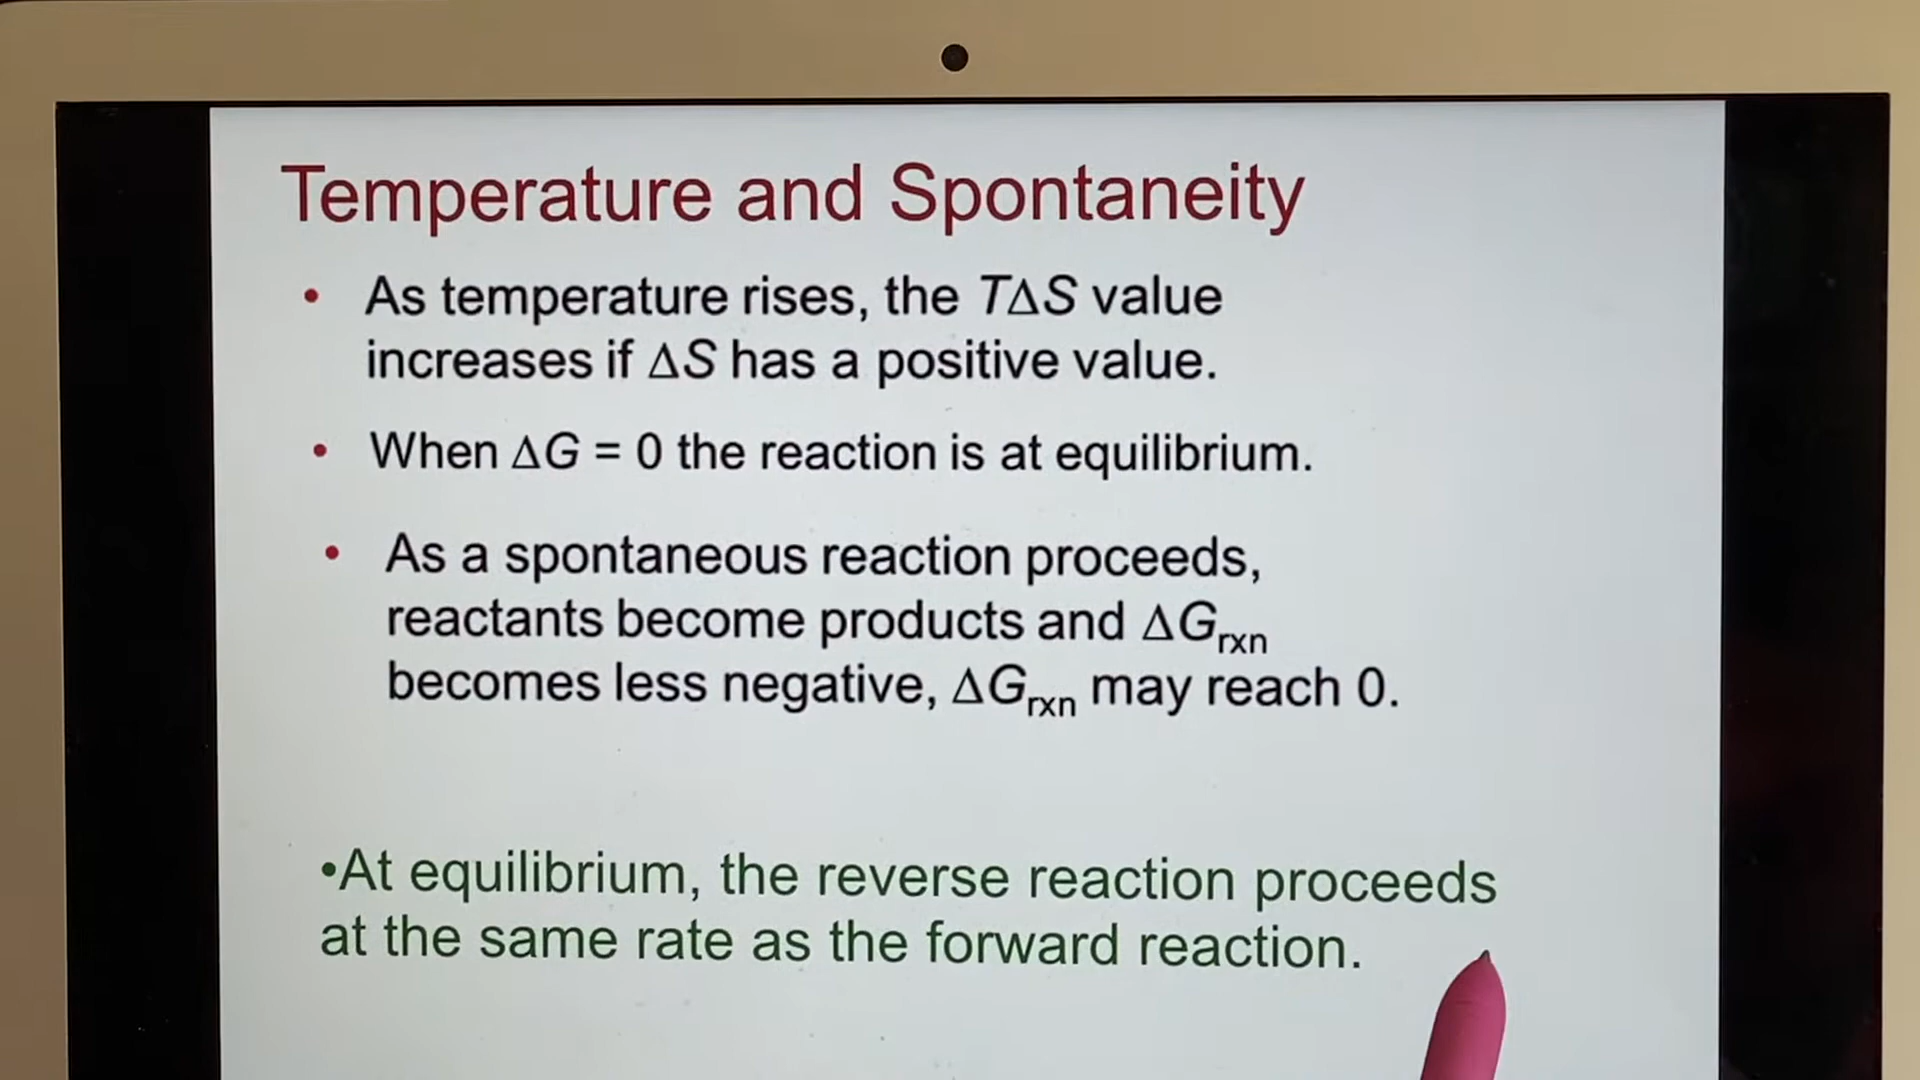 Temperature and Spontaneity
• As temperature rises, the TΔS value
increases if ΔS has a positive value.
• When ΔG = 0 the reaction is at equilibrium.
• As a spontaneous reaction proceeds,
reactants become products and ΔGrxn
becomes less negative, ΔGrxn may reach 0.
•At equilibrium, the reverse reaction proceeds
at the same rate as the forward reaction.